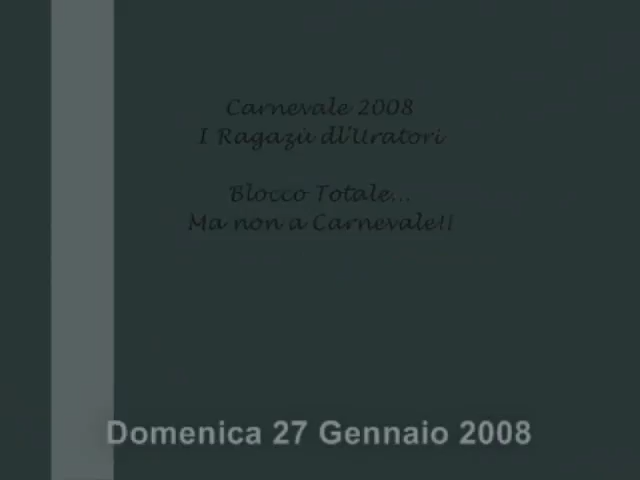 Carnevale 2008
I Ragazù dl'Uratori
Blocco Totale...
Ma non a Carnevale!!
Domenica 27 Gennaio 2008